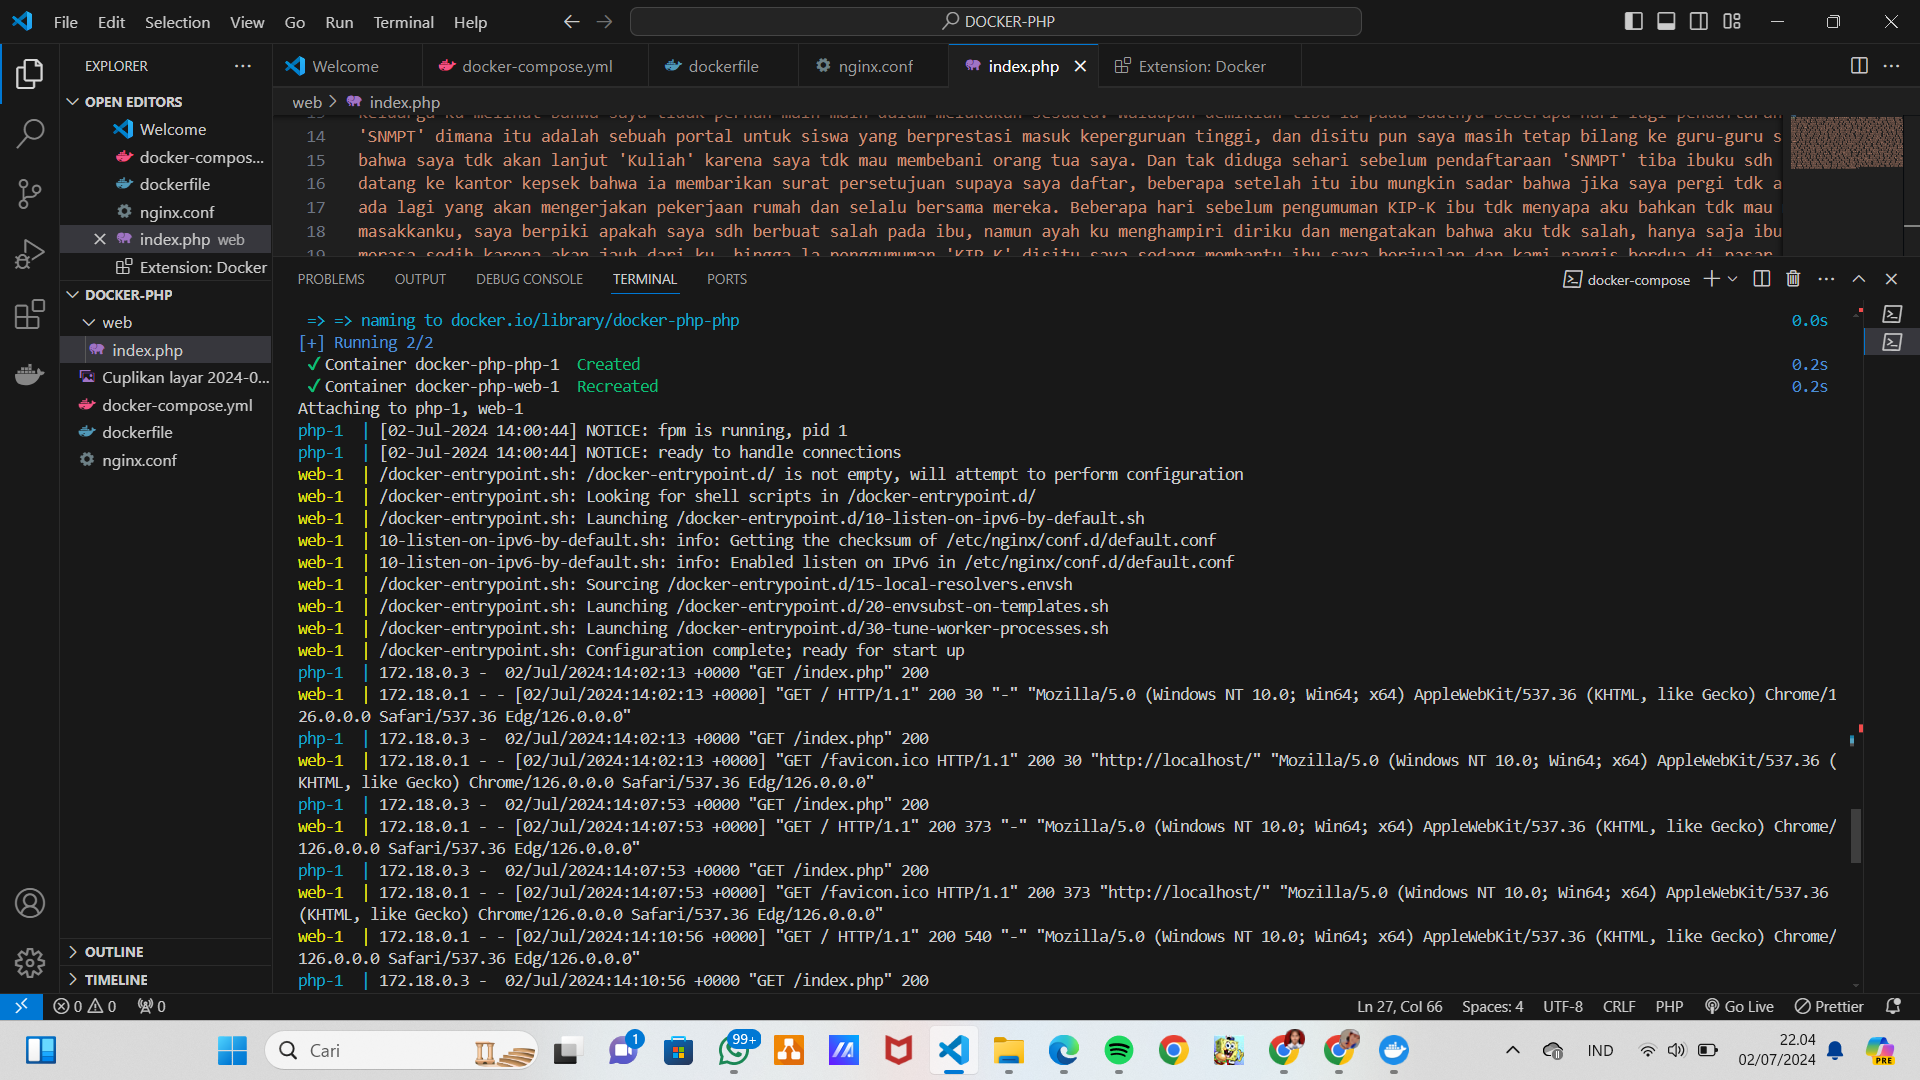 File Edit Selection View Go Run Terminal Help
DOCKER-PHP
EXPLORER
OPEN EDITORS
Welcome
docker-compos...
dockerfile
nginx.conf
index.php web
Extension: Docker
DOCKER-PHP
web
index.php
Cuplikan layar 2024-0...
docker-compose.yml
dockerfile
nginx.conf
OUTLINE
TIMELINE
Welcome docker-compose.yml dockerfile nginx.conf index.php Extension: Docker
web > index.php
14 'SNMPT' dimana itu adalah sebuah portal untuk siswa yang berprestasi masuk keperguruan tinggi, dan disitu pun saya masih tetap bilang ke guru-guru s
15 bahwa saya tdk akan lanjut 'Kuliah' karena saya tdk mau membebani orang tua saya. Dan tak diduga sehari sebelum pendaftaraan 'SNMPT' tiba ibuku sdh
16 datang ke kantor kepsek bahwa ia membarikan surat persetujuan supaya saya daftar, beberapa setelah itu ibu mungkin sadar bahwa jika saya pergi tdk a
17 ada lagi yang akan mengerjakan pekerjaan rumah dan selalu bersama mereka. Beberapa hari sebelum pengumuman KIP-K ibu tdk menyapa aku bahkan tdk mau
18 masakkanku, saya berpiki apakah saya sdh berbuat salah pada ibu, namun ayah ku menghampiri diriku dan mengatakan bahwa aku tdk salah, hanya saja ibu
PROBLEMS OUTPUT DEBUG CONSOLE TERMINAL PORTS
docker-compose
=> => naming to docker.io/library/docker-php-php 0.0s
[+] Running 2/2
✓ Container docker-php-php-1 Created 0.2s
✓ Container docker-php-web-1 Recreated 0.2s
Attaching to php-1, web-1
php-1 | [02-Jul-2024 14:00:44] NOTICE: fpm is running, pid 1
php-1 | [02-Jul-2024 14:00:44] NOTICE: ready to handle connections
web-1 | /docker-entrypoint.sh: /docker-entrypoint.d/ is not empty, will attempt to perform configuration
web-1 | /docker-entrypoint.sh: Looking for shell scripts in /docker-entrypoint.d/
web-1 | /docker-entrypoint.sh: Launching /docker-entrypoint.d/10-listen-on-ipv6-by-default.sh
web-1 | 10-listen-on-ipv6-by-default.sh: info: Getting the checksum of /etc/nginx/conf.d/default.conf
web-1 | 10-listen-on-ipv6-by-default.sh: info: Enabled listen on IPv6 in /etc/nginx/conf.d/default.conf
web-1 | /docker-entrypoint.sh: Sourcing /docker-entrypoint.d/15-local-resolvers.envsh
web-1 | /docker-entrypoint.sh: Launching /docker-entrypoint.d/20-envsubst-on-templates.sh
web-1 | /docker-entrypoint.sh: Launching /docker-entrypoint.d/30-tune-worker-processes.sh
web-1 | /docker-entrypoint.sh: Configuration complete; ready for start up
php-1 | 172.18.0.3 - 02/Jul/2024:14:02:13 +0000 "GET /index.php" 200
web-1 | 172.18.0.1 - - [02/Jul/2024:14:02:13 +0000] "GET / HTTP/1.1" 200 30 "-" "Mozilla/5.0 (Windows NT 10.0; Win64; x64) AppleWebKit/537.36 (KHTML, like Gecko) Chrome/1
26.0.0.0 Safari/537.36 Edg/126.0.0.0"
php-1 | 172.18.0.3 - 02/Jul/2024:14:02:13 +0000 "GET /index.php" 200
web-1 | 172.18.0.1 - - [02/Jul/2024:14:02:13 +0000] "GET /favicon.ico HTTP/1.1" 200 30 "http://localhost/" "Mozilla/5.0 (Windows NT 10.0; Win64; x64) AppleWebKit/537.36 (
KHTML, like Gecko) Chrome/126.0.0.0 Safari/537.36 Edg/126.0.0.0"
php-1 | 172.18.0.3 - 02/Jul/2024:14:07:53 +0000 "GET /index.php" 200
web-1 | 172.18.0.1 - - [02/Jul/2024:14:07:53 +0000] "GET / HTTP/1.1" 200 373 "-" "Mozilla/5.0 (Windows NT 10.0; Win64; x64) AppleWebKit/537.36 (KHTML, like Gecko) Chrome/
126.0.0.0 Safari/537.36 Edg/126.0.0.0"
php-1 | 172.18.0.3 - 02/Jul/2024:14:07:53 +0000 "GET /index.php" 200
web-1 | 172.18.0.1 - - [02/Jul/2024:14:07:53 +0000] "GET /favicon.ico HTTP/1.1" 200 373 "http://localhost/" "Mozilla/5.0 (Windows NT 10.0; Win64; x64) AppleWebKit/537.36
(KHTML, like Gecko) Chrome/126.0.0.0 Safari/537.36 Edg/126.0.0.0"
web-1 | 172.18.0.1 - - [02/Jul/2024:14:10:56 +0000] "GET / HTTP/1.1" 200 540 "-" "Mozilla/5.0 (Windows NT 10.0; Win64; x64) AppleWebKit/537.36 (KHTML, like Gecko) Chrome/
126.0.0.0 Safari/537.36 Edg/126.0.0.0"
php-1 | 172.18.0.3 - 02/Jul/2024:14:10:56 +0000 "GET /index.php" 200
0 0 0
Ln 27, Col 66 Spaces: 4 UTF-8 CRLF PHP Go Live Prettier
Cari
1
99+
IND
22.04
02/07/2024
PRE